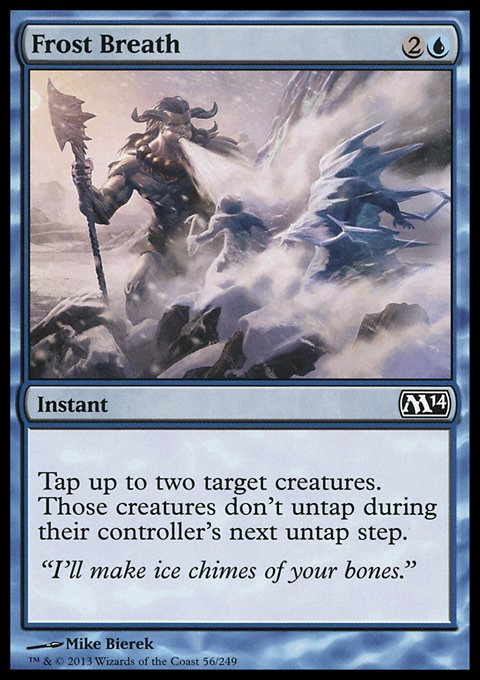 Frost Breath 2
Instant M14
Tap up to two target creatures.
Those creatures don't untap during
their controller's next untap step.
"I'll make ice chimes of your bones."
Mike Bierek
™ & © 2013 Wizards of the Coast 56/249